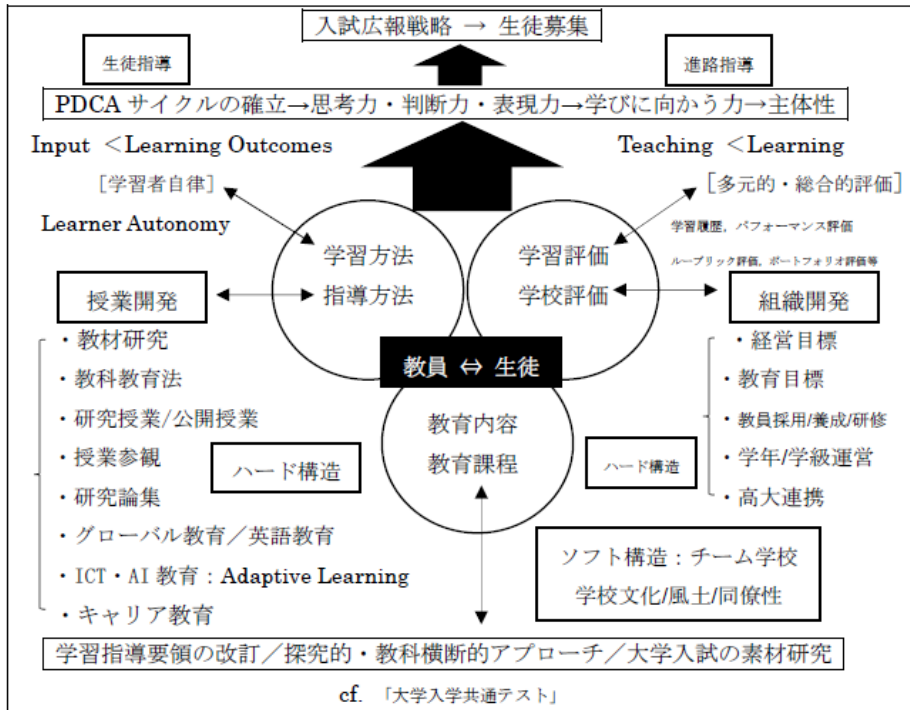 入試広報戦略 → 生徒募集
生徒指導
進路指導
PDCA サイクルの確立→思考力・判断力・表現力→学びに向かう力→主体性
Input <Learning Outcomes
Teaching <Learning
[学習者自律]
[多元的・総合的評価]
Learner Autonomy
学習履歴，パフォーマンス評価
ルーブリック評価，ポートフォリオ評価等
学習方法
指導方法
学習評価
学校評価
授業開発
組織開発
教員 ⇔ 生徒
教育内容
教育課程
・教材研究
・教科教育法
・研究授業/公開授業
・授業参観
・研究論集
・グローバル教育／英語教育
・ICT・AI 教育：Adaptive Learning
・キャリア教育
ハード構造
・経営目標
・教育目標
・教員採用/養成/研修
・学年/学級運営
・高大連携
ハード構造
ソフト構造：チーム学校
学校文化/風土/同僚性
学習指導要領の改訂／探究的・教科横断的アプローチ／大学入試の素材研究
cf. 「大学入学共通テスト」